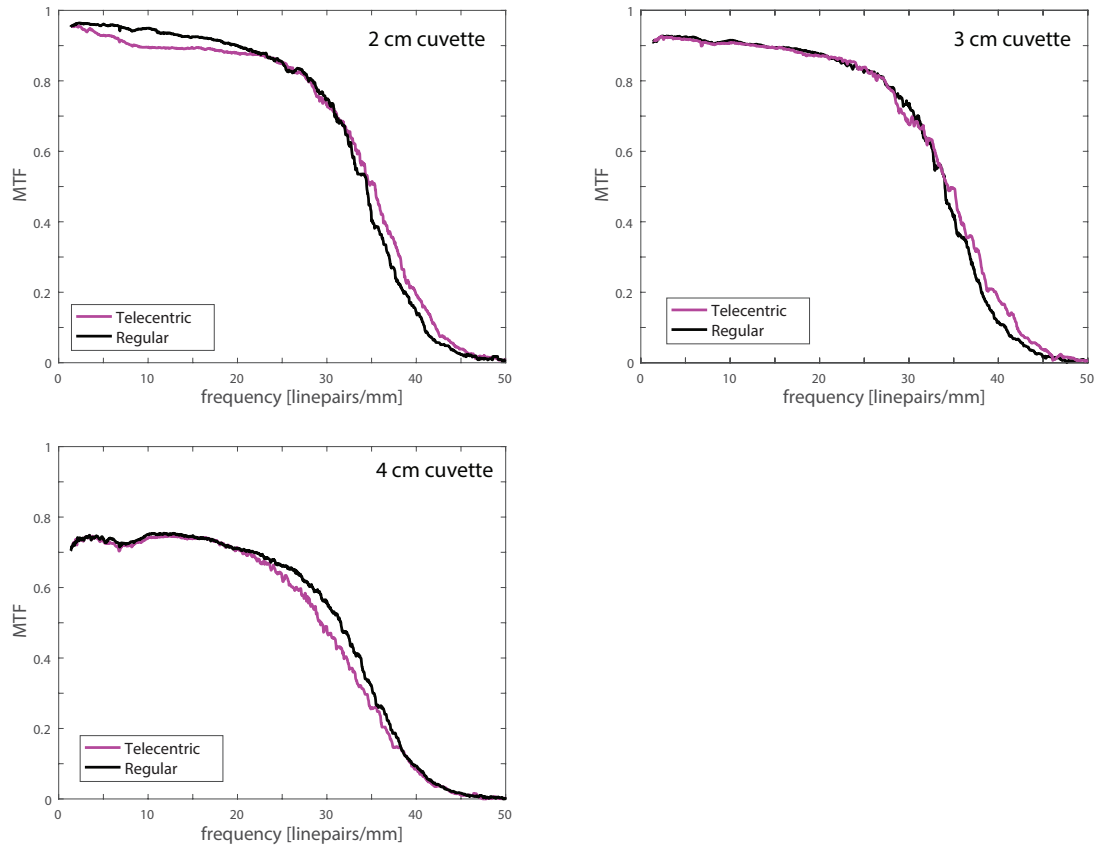 1
2 cm cuvette
0.8
0.6
MTF
0.4
0.2
Telecentric
Regular
0
0 10 20 30 40 50
frequency [linepairs/mm]
1
3 cm cuvette
0.8
0.6
MTF
0.4
0.2
Telecentric
Regular
0
0 10 20 30 40 50
frequency [linepairs/mm]
1
4 cm cuvette
0.8
0.6
MTF
0.4
0.2
Telecentric
Regular
0
0 10 20 30 40 50
frequency [linepairs/mm]